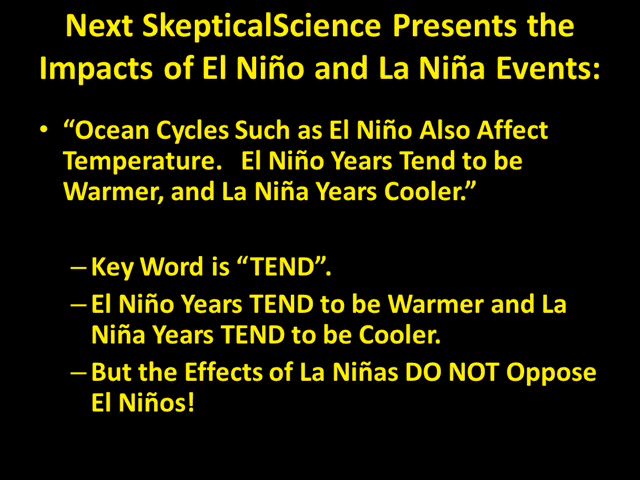 Next SkepticalScience Presents the
Impacts of El Niño and La Niña Events:
• “Ocean Cycles Such as El Niño Also Affect
Temperature.   El Niño Years Tend to be
Warmer, and La Niña Years Cooler.”
– Key Word is “TEND”.
– El Niño Years TEND to be Warmer and La
Niña Years TEND to be Cooler.
– But the Effects of La Niñas DO NOT Oppose
El Niños!